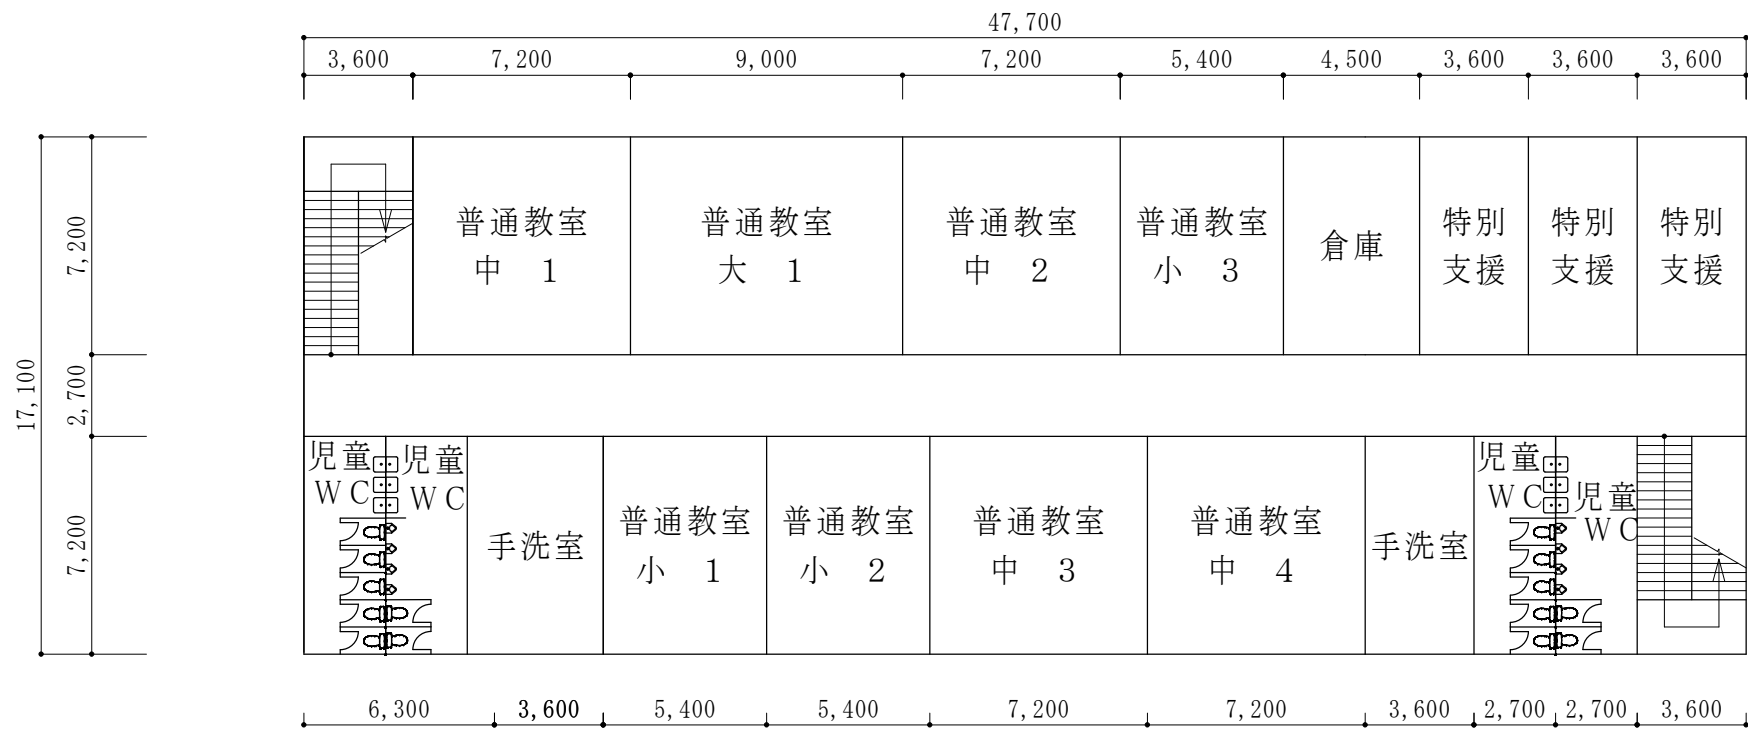 47,700
3,600 7,200 9,000 7,200 5,400 4,500 3,600 3,600 3,600
17,100
7,200
2,700
7,200
普通教室
中 1
普通教室
大 1
普通教室
中 2
普通教室
小 3
倉庫
特別
支援
特別
支援
特別
支援
児童
WC
児童
WC
手洗室
普通教室
小 1
普通教室
小 2
普通教室
中 3
普通教室
中 4
手洗室
児童
WC
児童
WC
6,300 3,600 5,400 5,400 7,200 7,200 3,600 2,700 2,700 3,600